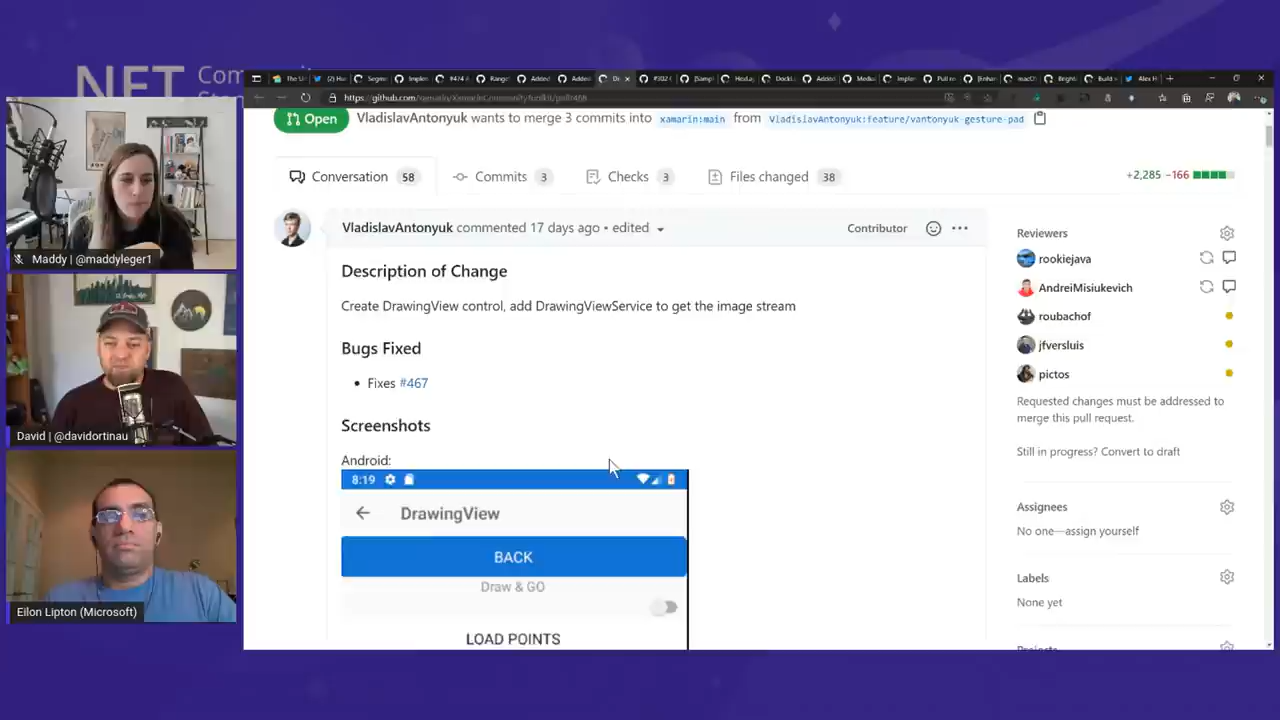 .NET Com
Sta
Maddy | @maddyleger1
David | @davidortinau
Eilon Lipton (Microsoft)
Open
VladislavAntonyuk wants to merge 3 commits into xamarin:main from VladislavAntonyuk:feature/vantonyuk-gesture-pad
Conversation 58
Commits 3
Checks 3
Files changed 38
+2,285 −166
VladislavAntonyuk commented 17 days ago • edited
Contributor
Description of Change
Create DrawingView control, add DrawingViewService to get the image stream
Bugs Fixed
• Fixes #467
Screenshots
Android:
8:19
DrawingView
BACK
Draw & GO
LOAD POINTS
Reviewers
rookiejava
AndreiMisiukevich
roubachof
jfversluis
pictos
Requested changes must be addressed to
merge this pull request.
Still in progress? Convert to draft
Assignees
No one—assign yourself
Labels
None yet